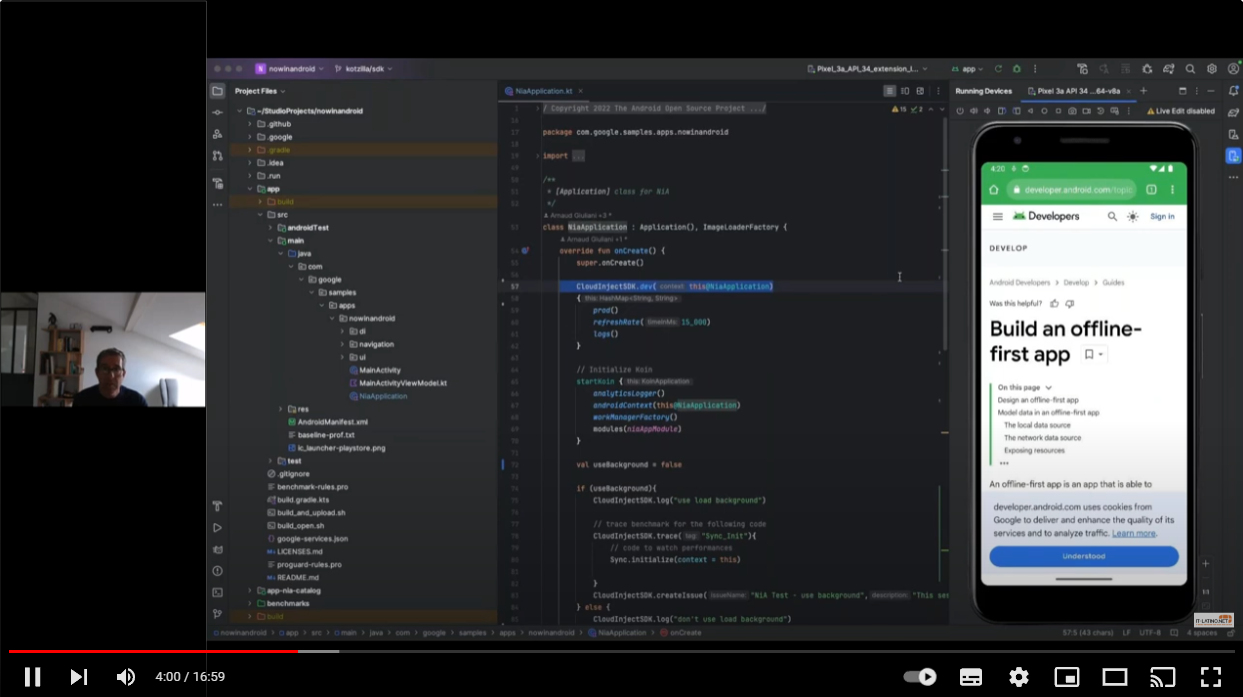 nowinandroid
kotzilla/sdk
Pixel_3a_API_34_extension_l...
app
Project Files
~/StudioProjects/nowinandroid
.github
.google
.gradle
.idea
.run
app
build
src
androidTest
main
java
com
google
samples
apps
nowinandroid
di
navigation
ui
MainActivity
MainActivityViewModel.kt
NiaApplication
res
AndroidManifest.xml
baseline-prof.txt
ic_launcher-playstore.png
test
.gitignore
benchmark-rules.pro
build.gradle.kts
build_and_upload.sh
build_open.sh
google-services.json
LICENSES.md
proguard-rules.pro
README.md
app-nia-catalog
benchmarks
build
NiaApplication.kt
15 2
/ Copyright 2022 The Android Open Source Project .../
package com.google.samples.apps.nowinandroid
import ...
/**
* [Application] class for NiA
*/
Arnaud Giuliani +3 *
class NiaApplication : Application(), ImageLoaderFactory {
Arnaud Giuliani +1 *
override fun onCreate() {
super.onCreate()
57 CloudInjectSDK.dev( context: this@NiaApplication)
{ this: HashMap<String, String>
prod()
refreshRate( timeInMs: 15_000)
logs()
}
// Initialize Koin
startKoin { this: KoinApplication
analyticsLogger()
androidContext(this@NiaApplication)
workManagerFactory()
modules(niaAppModule)
}
val useBackground = false
if (useBackground){
CloudInjectSDK.log("use load background")
// trace benchmark for the following code
CloudInjectSDK.trace( tag: "Sync_Init"){
// code to watch performances
Sync.initialize(context = this)
}
CloudInjectSDK.createIssue( issueName: "NiA Test - use background", description: "This ses
} else {
CloudInjectSDK.log("don't use load background")
Running Devices
Pixel 3a API 34 ...64-v8a
Live Edit disabled
4:20
developer.android.com/topic
Developers
Sign in
DEVELOP
Android Developers > Develop > Guides
Was this helpful?
Build an offline-
first app
On this page
Design an offline-first app
Model data in an offline-first app
The local data source
The network data source
Exposing resources
An offline-first app is an app that is able to
developer.android.com uses cookies from
Google to deliver and enhance the quality of its
services and to analyze traffic. Learn more.
Understood
1:1
IT-LATINO.NET
nowinandroid > app > src > main > java > com > google > samples > apps > nowinandroid > NiaApplication > onCreate
57:5 (43 chars) LF UTF-8 4 spaces
4:00 / 16:59